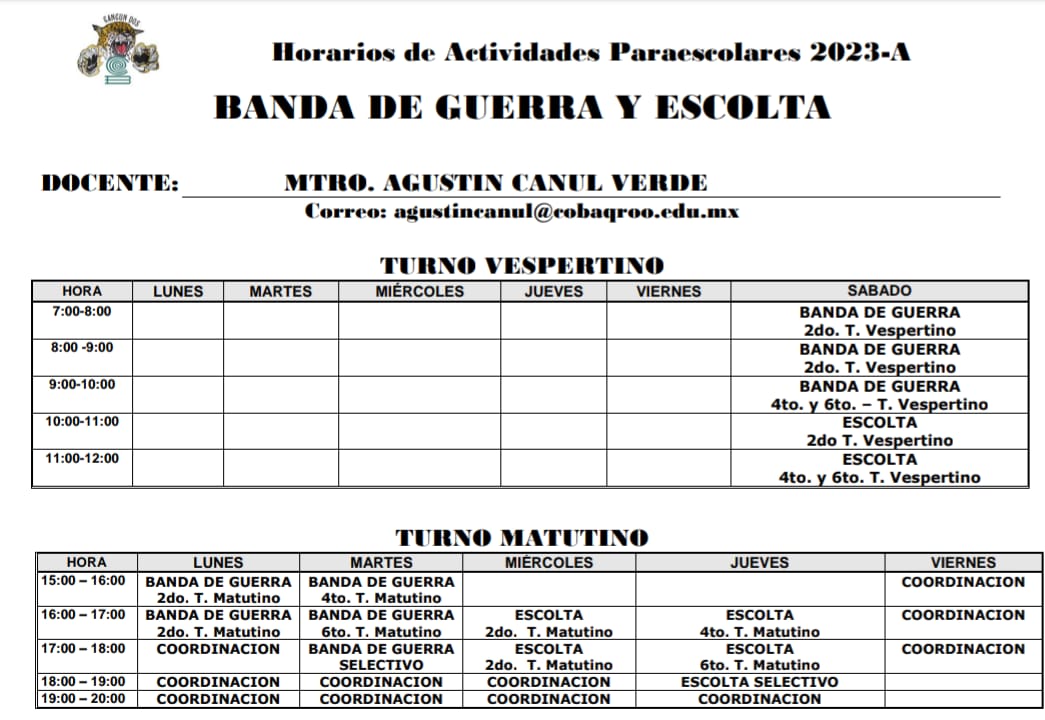 CANCUN DOS
Horarios de Actividades Paraescolares 2023-A
BANDA DE GUERRA Y ESCOLTA
DOCENTE: MTRO. AGUSTIN CANUL VERDE
Correo: agustincanul@cobaqroo.edu.mx
TURNO VESPERTINO
HORA LUNES MARTES MIÉRCOLES JUEVES VIERNES SABADO
7:00-8:00 BANDA DE GUERRA
2do. T. Vespertino
8:00 -9:00 BANDA DE GUERRA
2do. T. Vespertino
9:00-10:00 BANDA DE GUERRA
4to. y 6to. – T. Vespertino
10:00-11:00 ESCOLTA
2do T. Vespertino
11:00-12:00 ESCOLTA
4to. y 6to. T. Vespertino
TURNO MATUTINO
HORA LUNES MARTES MIÉRCOLES JUEVES VIERNES
15:00 – 16:00 BANDA DE GUERRA BANDA DE GUERRA COORDINACION
2do. T. Matutino 4to. T. Matutino
16:00 – 17:00 BANDA DE GUERRA BANDA DE GUERRA ESCOLTA ESCOLTA COORDINACION
2do. T. Matutino 6to. T. Matutino 2do. T. Matutino 4to. T. Matutino
17:00 – 18:00 COORDINACION BANDA DE GUERRA ESCOLTA ESCOLTA COORDINACION
SELECTIVO 2do. T. Matutino 6to. T. Matutino
18:00 – 19:00 COORDINACION COORDINACION COORDINACION ESCOLTA SELECTIVO
19:00 – 20:00 COORDINACION COORDINACION COORDINACION COORDINACION